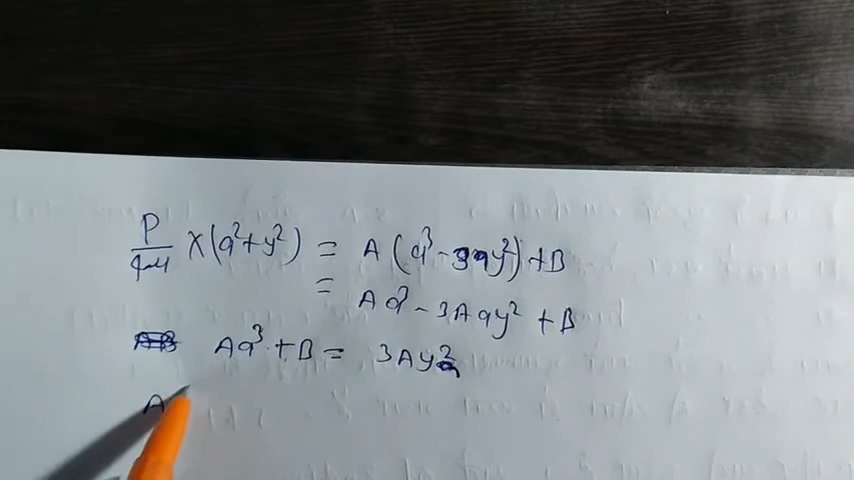 P/4μ × (a²+y²) = A(a³ - 3ay²) + B
= Aa³ - 3Aay² + B
Aa³ + B = 3Ay²
A